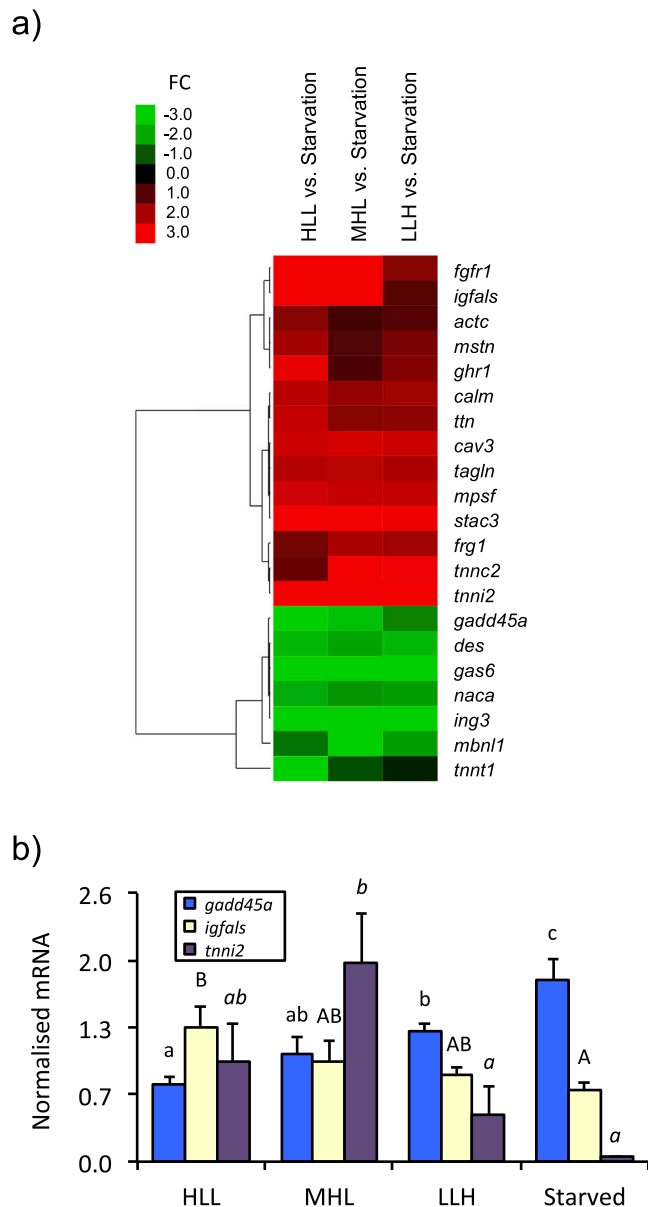 a)
FC
-3.0
-2.0
-1.0
0.0
1.0
2.0
3.0
HLL vs. Starvation
MHL vs. Starvation
LLH vs. Starvation
fgfr1
igfals
actc
mstn
ghr1
calm
ttn
cav3
tagln
mpsf
stac3
frg1
tnnc2
tnni2
gadd45a
des
gas6
naca
ing3
mbnl1
tnnt1
b)
Normalised mRNA
2.6
2.0
1.3
0.7
0.0
gadd45a
igfals
tnni2
a B ab
ab AB b
b AB a
c A a
HLL MHL LLH Starved